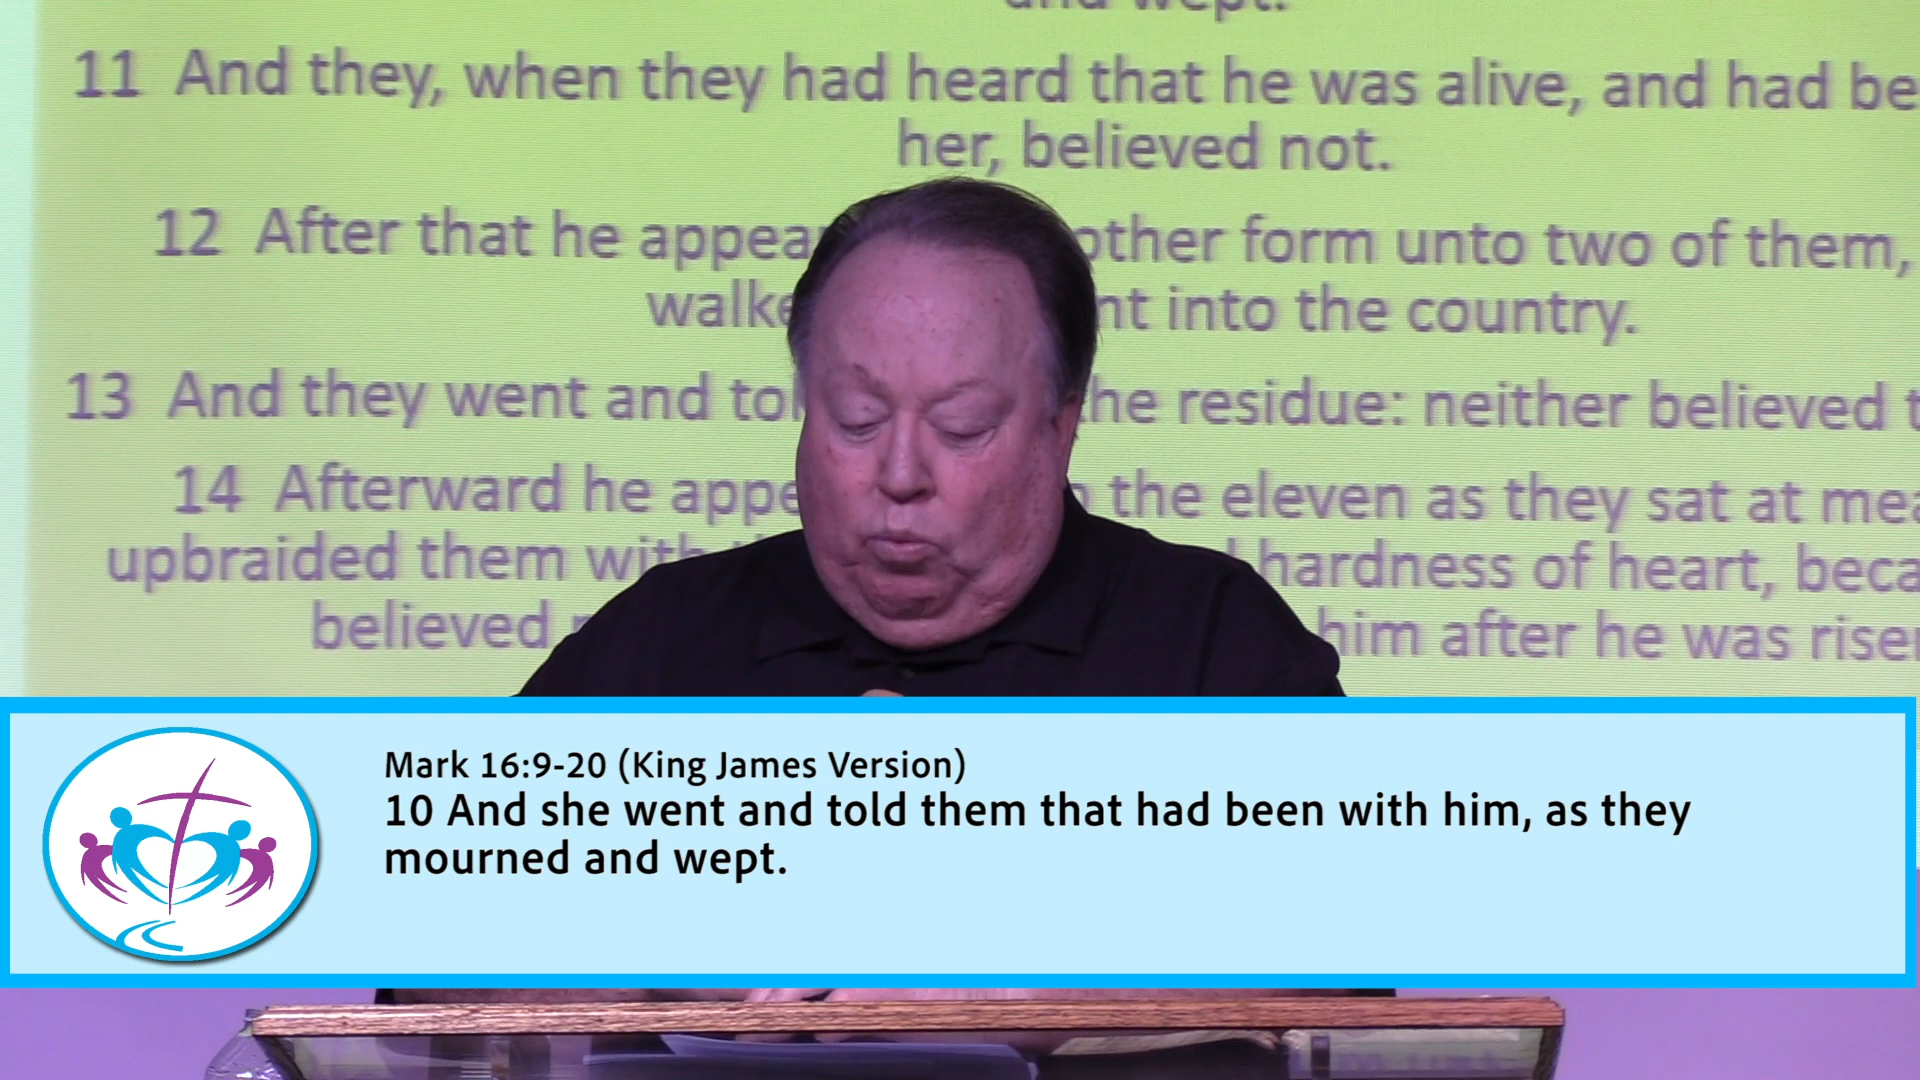 and wept.
11 And they, when they had heard that he was alive, and had be
her, believed not.
12 After that he appea other form unto two of them,
walke nt into the country.
13 And they went and tol he residue: neither believed t
14 Afterward he appe the eleven as they sat at mea
upbraided them with hardness of heart, beca
believed him after he was rise
Mark 16:9-20 (King James Version)
10 And she went and told them that had been with him, as they
mourned and wept.